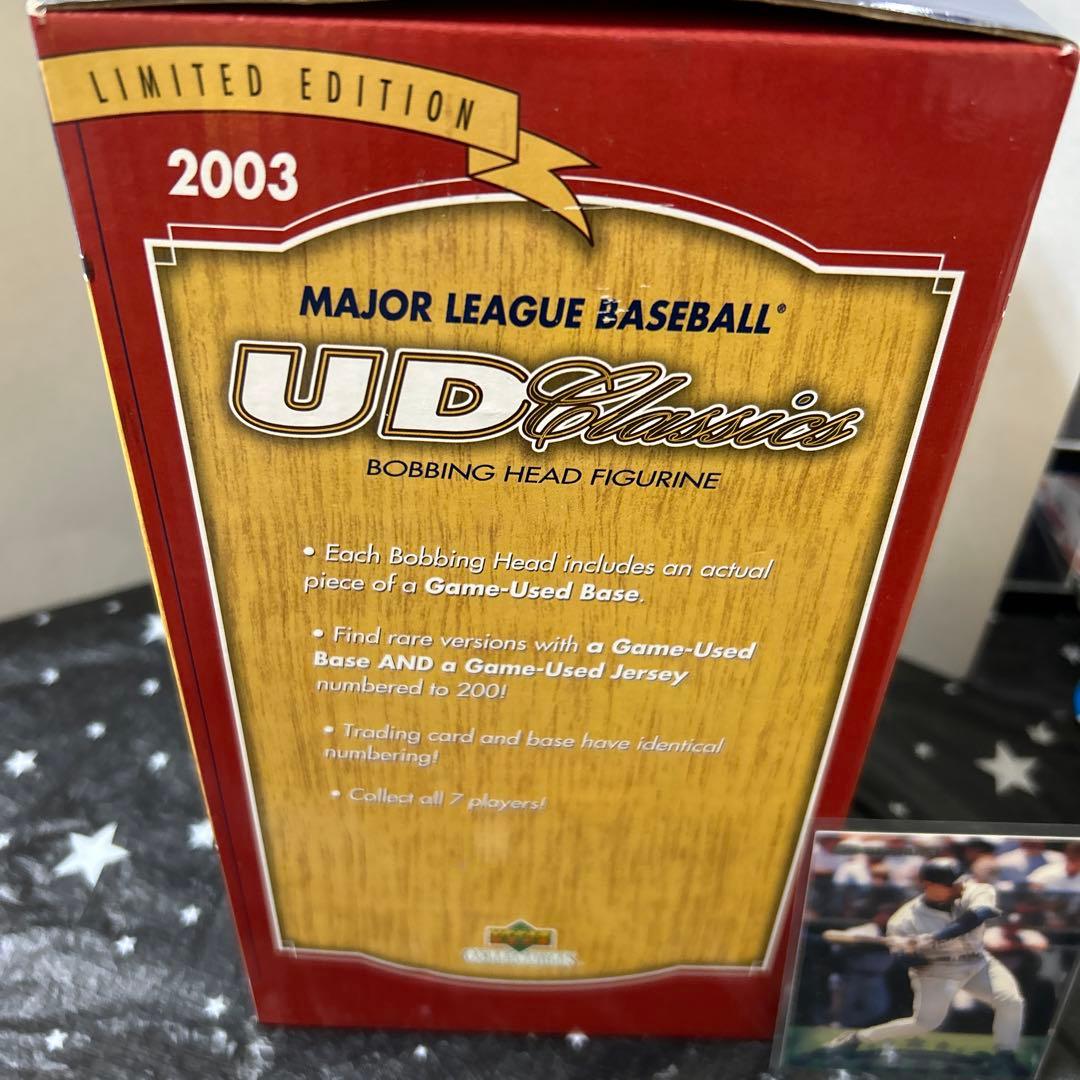 LIMITED EDITION
2003
MAJOR LEAGUE BASEBALL®
UD Classics
BOBBING HEAD FIGURINE
• Each Bobbing Head includes an actual
piece of a Game-Used Base.
• Find rare versions with a Game-Used
Base AND a Game-Used Jersey
numbered to 200!
• Trading card and base have identical
numbering!
• Collect all 7 players!